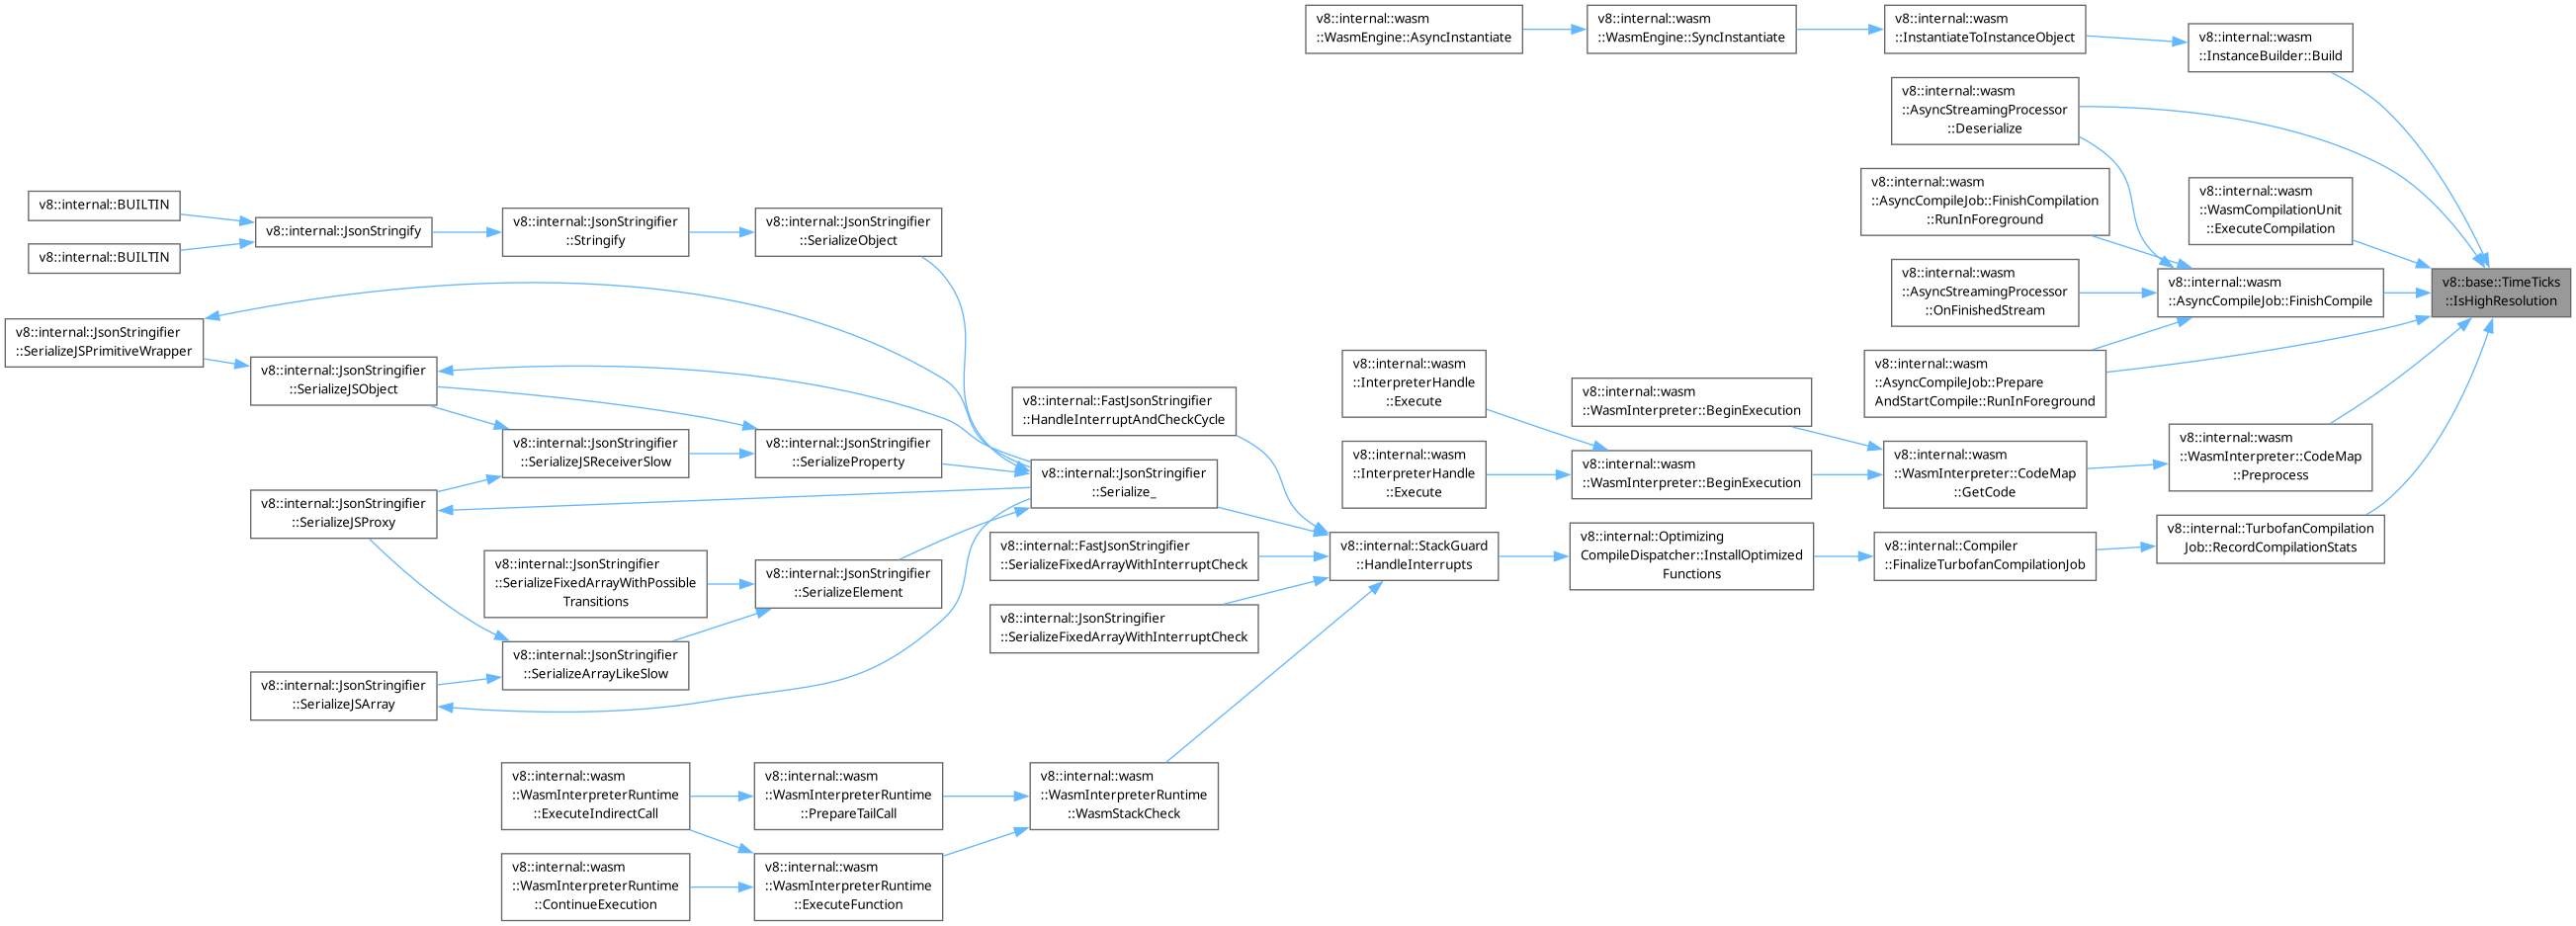 v8::internal::wasm
::WasmEngine::AsyncInstantiate
v8::internal::wasm
::WasmEngine::SyncInstantiate
v8::internal::wasm
::InstantiateToInstanceObject
v8::internal::wasm
::InstanceBuilder::Build
v8::internal::wasm
::AsyncStreamingProcessor
::Deserialize
v8::internal::wasm
::AsyncCompileJob::FinishCompilation
::RunInForeground
v8::internal::wasm
::WasmCompilationUnit
::ExecuteCompilation
v8::internal::BUILTIN
v8::internal::BUILTIN
v8::internal::JsonStringify
v8::internal::JsonStringifier
::Stringify
v8::internal::JsonStringifier
::SerializeObject
v8::internal::wasm
::AsyncStreamingProcessor
::OnFinishedStream
v8::internal::wasm
::AsyncCompileJob::FinishCompile
v8::base::TimeTicks
::IsHighResolution
v8::internal::JsonStringifier
::SerializeJSPrimitiveWrapper
v8::internal::JsonStringifier
::SerializeJSObject
v8::internal::wasm
::InterpreterHandle
::Execute
v8::internal::wasm
::AsyncCompileJob::Prepare
AndStartCompile::RunInForeground
v8::internal::FastJsonStringifier
::HandleInterruptAndCheckCycle
v8::internal::wasm
::WasmInterpreter::BeginExecution
v8::internal::JsonStringifier
::SerializeJSReceiverSlow
v8::internal::JsonStringifier
::SerializeProperty
v8::internal::JsonStringifier
::Serialize_
v8::internal::wasm
::InterpreterHandle
::Execute
v8::internal::wasm
::WasmInterpreter::BeginExecution
v8::internal::wasm
::WasmInterpreter::CodeMap
::GetCode
v8::internal::wasm
::WasmInterpreter::CodeMap
::Preprocess
v8::internal::JsonStringifier
::SerializeJSProxy
v8::internal::JsonStringifier
::SerializeFixedArrayWithPossible
Transitions
v8::internal::JsonStringifier
::SerializeElement
v8::internal::FastJsonStringifier
::SerializeFixedArrayWithInterruptCheck
v8::internal::StackGuard
::HandleInterrupts
v8::internal::Optimizing
CompileDispatcher::InstallOptimized
Functions
v8::internal::Compiler
::FinalizeTurbofanCompilationJob
v8::internal::TurbofanCompilation
Job::RecordCompilationStats
v8::internal::JsonStringifier
::SerializeFixedArrayWithInterruptCheck
v8::internal::JsonStringifier
::SerializeArrayLikeSlow
v8::internal::JsonStringifier
::SerializeJSArray
v8::internal::wasm
::WasmInterpreterRuntime
::ExecuteIndirectCall
v8::internal::wasm
::WasmInterpreterRuntime
::PrepareTailCall
v8::internal::wasm
::WasmInterpreterRuntime
::WasmStackCheck
v8::internal::wasm
::WasmInterpreterRuntime
::ContinueExecution
v8::internal::wasm
::WasmInterpreterRuntime
::ExecuteFunction